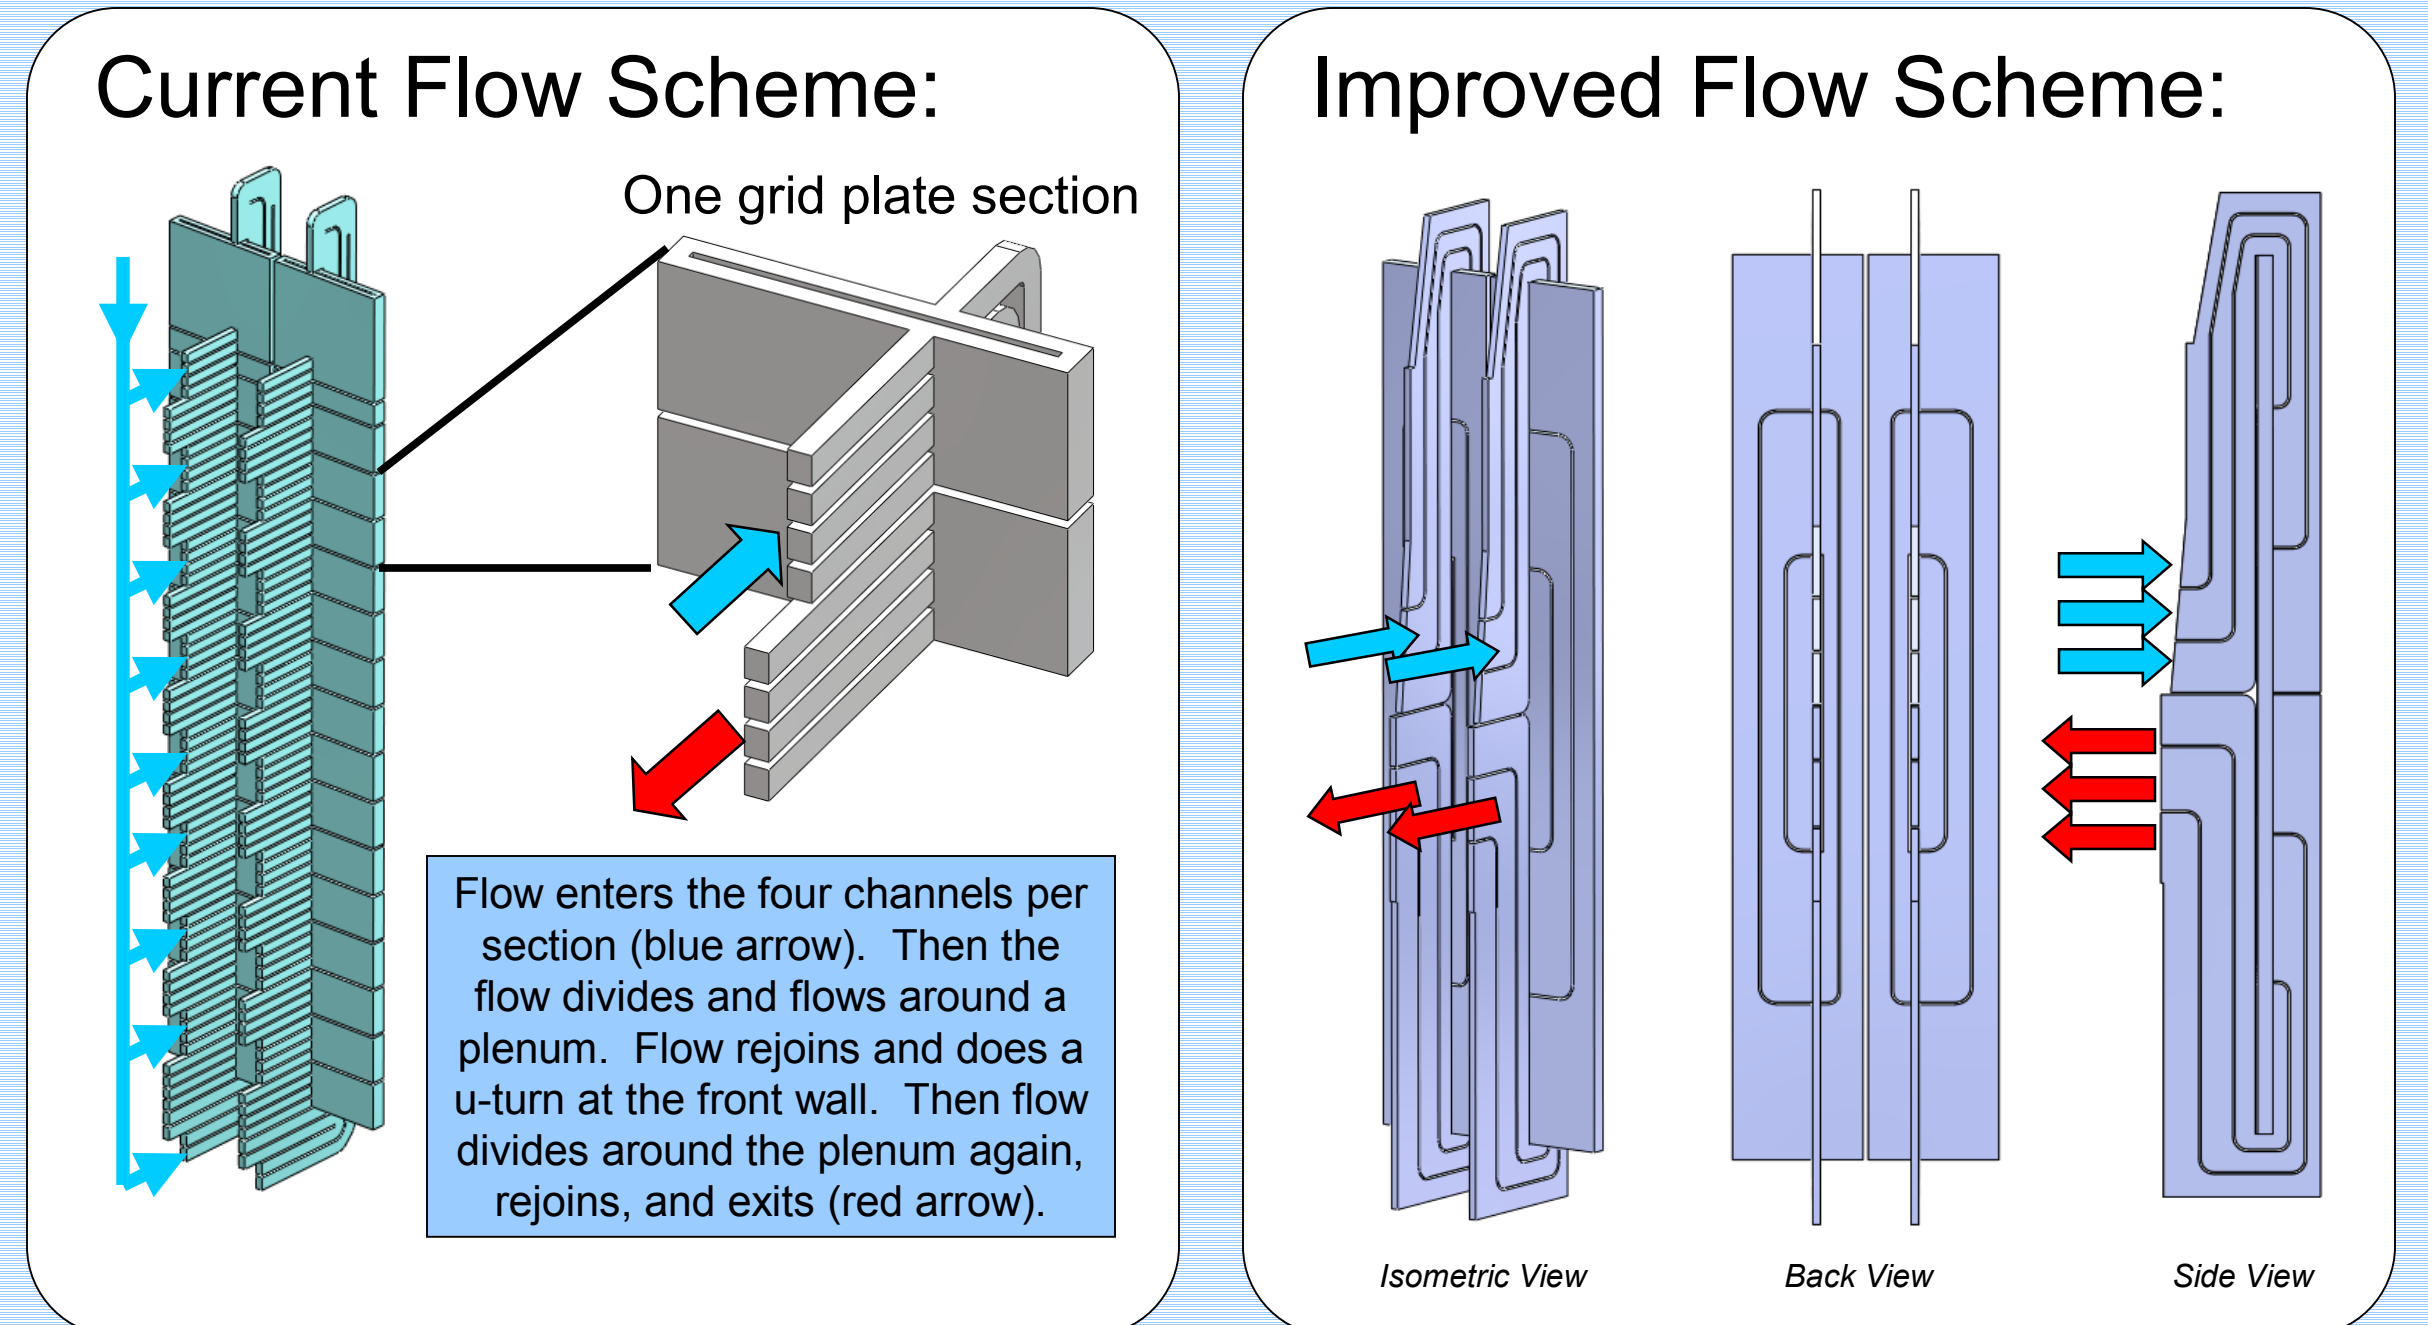 Current Flow Scheme:
One grid plate section
Flow enters the four channels per
section (blue arrow).  Then the
flow divides and flows around a
plenum.  Flow rejoins and does a
u-turn at the front wall.  Then flow
divides around the plenum again,
rejoins, and exits (red arrow).
Improved Flow Scheme:
Isometric View
Back View
Side View